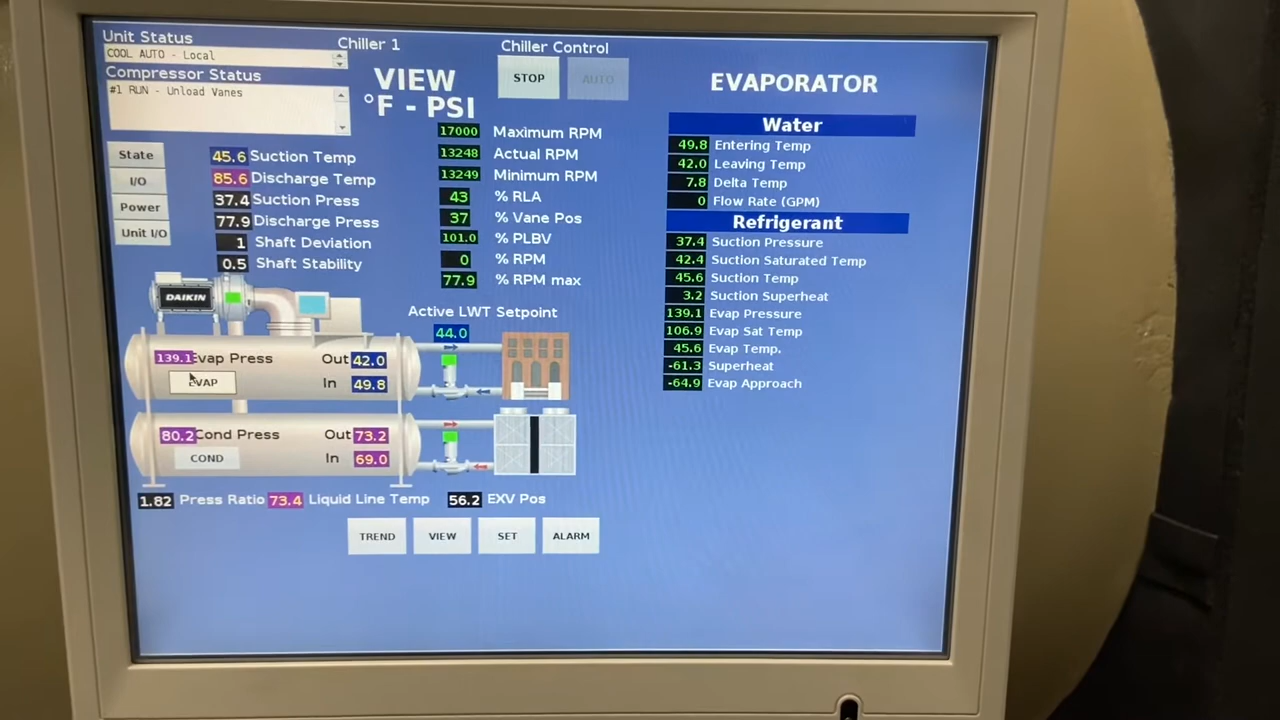 Unit Status
COOL AUTO - Local
Compressor Status
#1 RUN - Unload Vanes
Chiller 1
VIEW
°F - PSI
Chiller Control
STOP
AUTO
State
I/O
Power
Unit I/O
45.6 Suction Temp
85.6 Discharge Temp
37.4 Suction Press
77.9 Discharge Press
1 Shaft Deviation
0.5 Shaft Stability
17000 Maximum RPM
13248 Actual RPM
13249 Minimum RPM
43 % RLA
37 % Vane Pos
101.0 % PLBV
0 % RPM
77.9 % RPM max
Active LWT Setpoint
44.0
DAIKIN
139.1 Evap Press Out 42.0
EVAP In 49.8
80.2 Cond Press Out 73.2
COND In 69.0
1.82 Press Ratio 73.4 Liquid Line Temp 56.2 EXV Pos
TREND
VIEW
SET
ALARM
EVAPORATOR
Water
49.8 Entering Temp
42.0 Leaving Temp
7.8 Delta Temp
0 Flow Rate (GPM)
Refrigerant
37.4 Suction Pressure
42.4 Suction Saturated Temp
45.6 Suction Temp
3.2 Suction Superheat
139.1 Evap Pressure
106.9 Evap Sat Temp
45.6 Evap Temp.
-61.3 Superheat
-64.9 Evap Approach